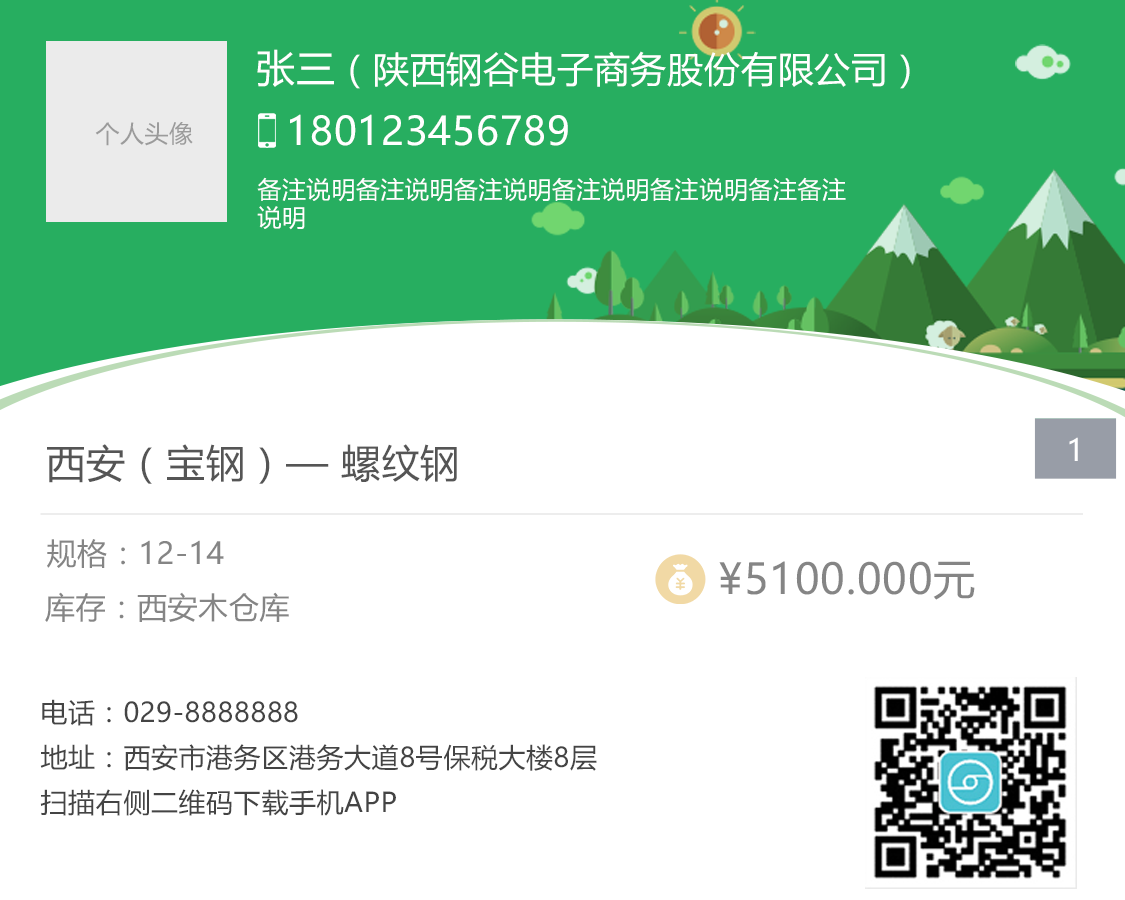 个人头像
张三（陕西钢谷电子商务股份有限公司）
180123456789
备注说明备注说明备注说明备注说明备注说明备注备注
说明
西安（宝钢）— 螺纹钢
1
规格：12-14
库存：西安木仓库
¥5100.000元
电话：029-8888888
地址：西安市港务区港务大道8号保税大楼8层
扫描右侧二维码下载手机APP